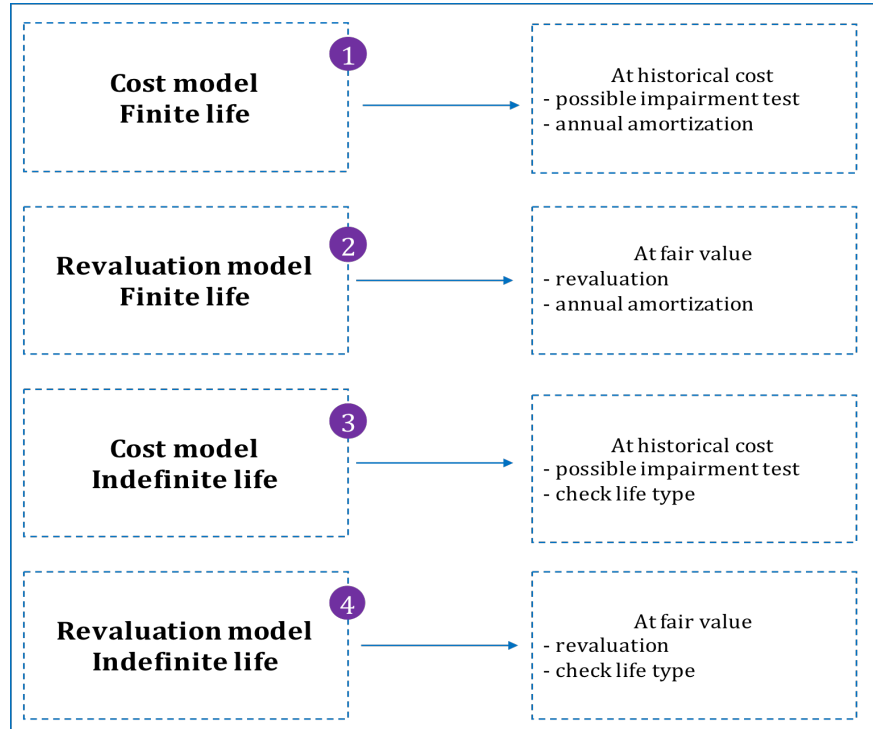 1
Cost model
Finite life
At historical cost
- possible impairment test
- annual amortization
2
Revaluation model
Finite life
At fair value
- revaluation
- annual amortization
3
Cost model
Indefinite life
At historical cost
- possible impairment test
- check life type
4
Revaluation model
Indefinite life
At fair value
- revaluation
- check life type